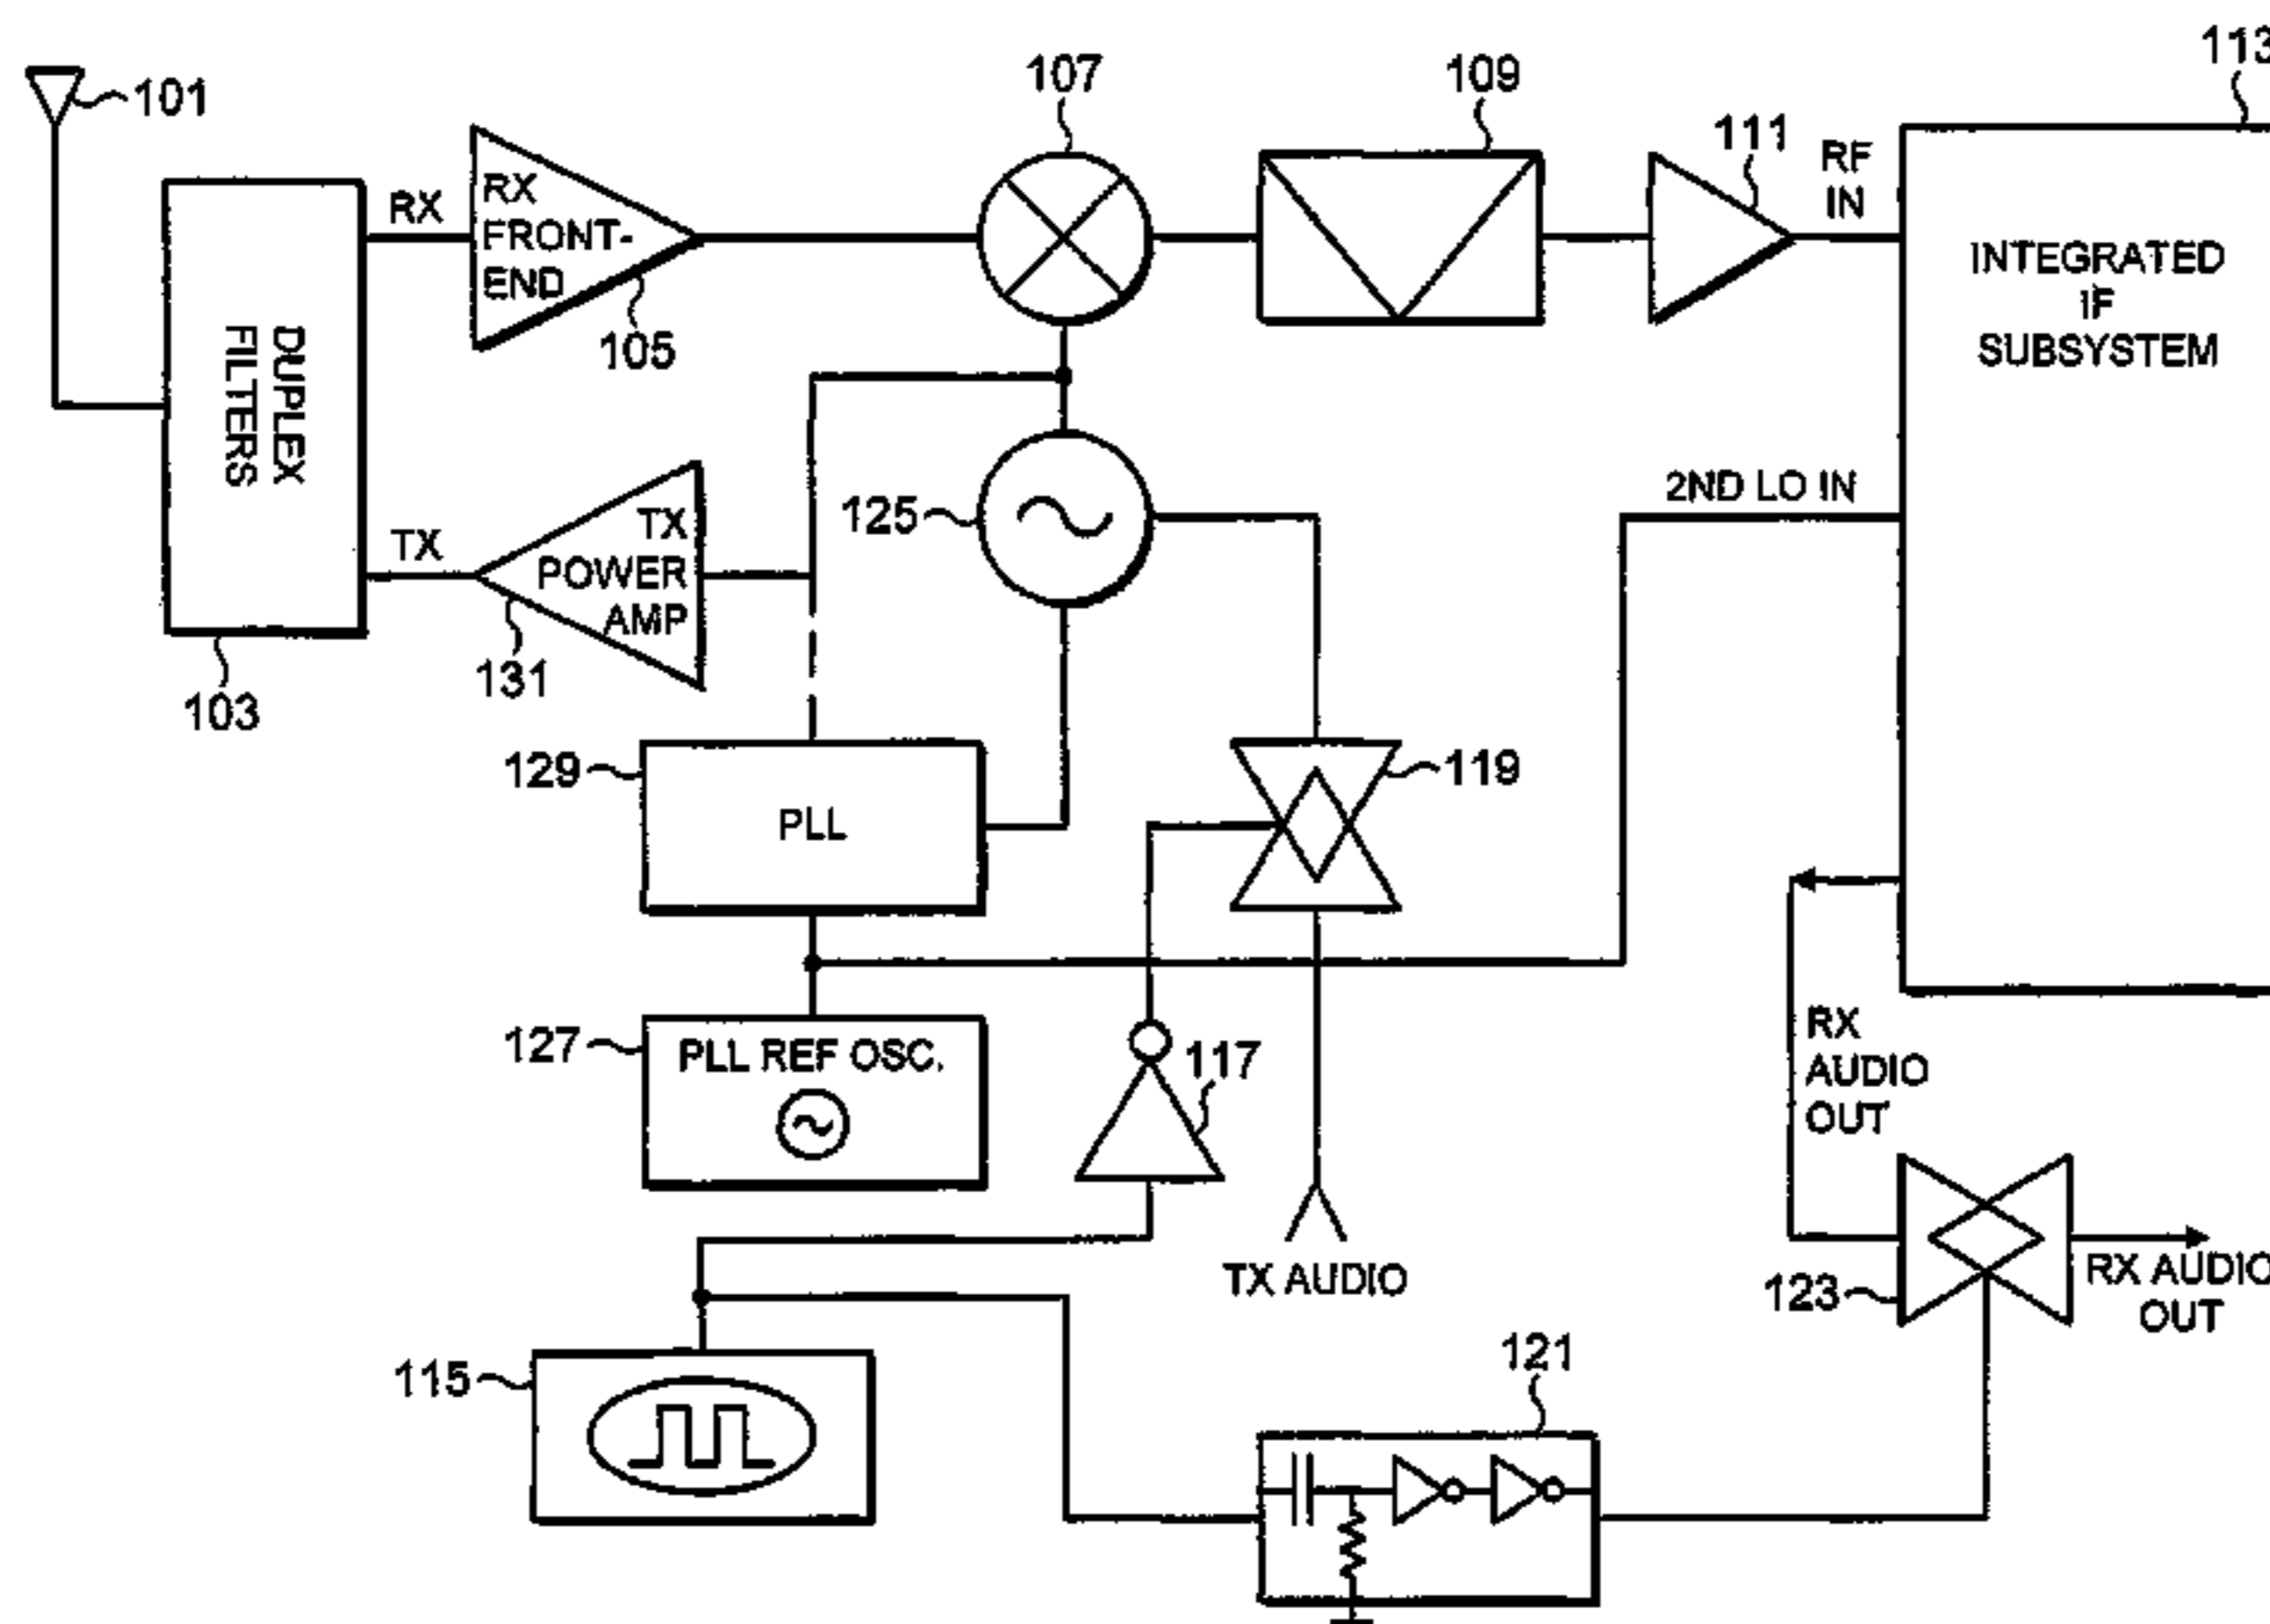 101
107
109
113
111
RX
RX
FRONT-
END
105
RF
IN
INTEGRATED
IF
SUBSYSTEM
DUPLEX
FILTERS
103
TX
TX
POWER
AMP
131
125
2ND LO IN
129
PLL
119
127
PLL REF OSC.
117
RX
AUDIO
OUT
TX AUDIO
123
RX AUDIO
OUT
115
121